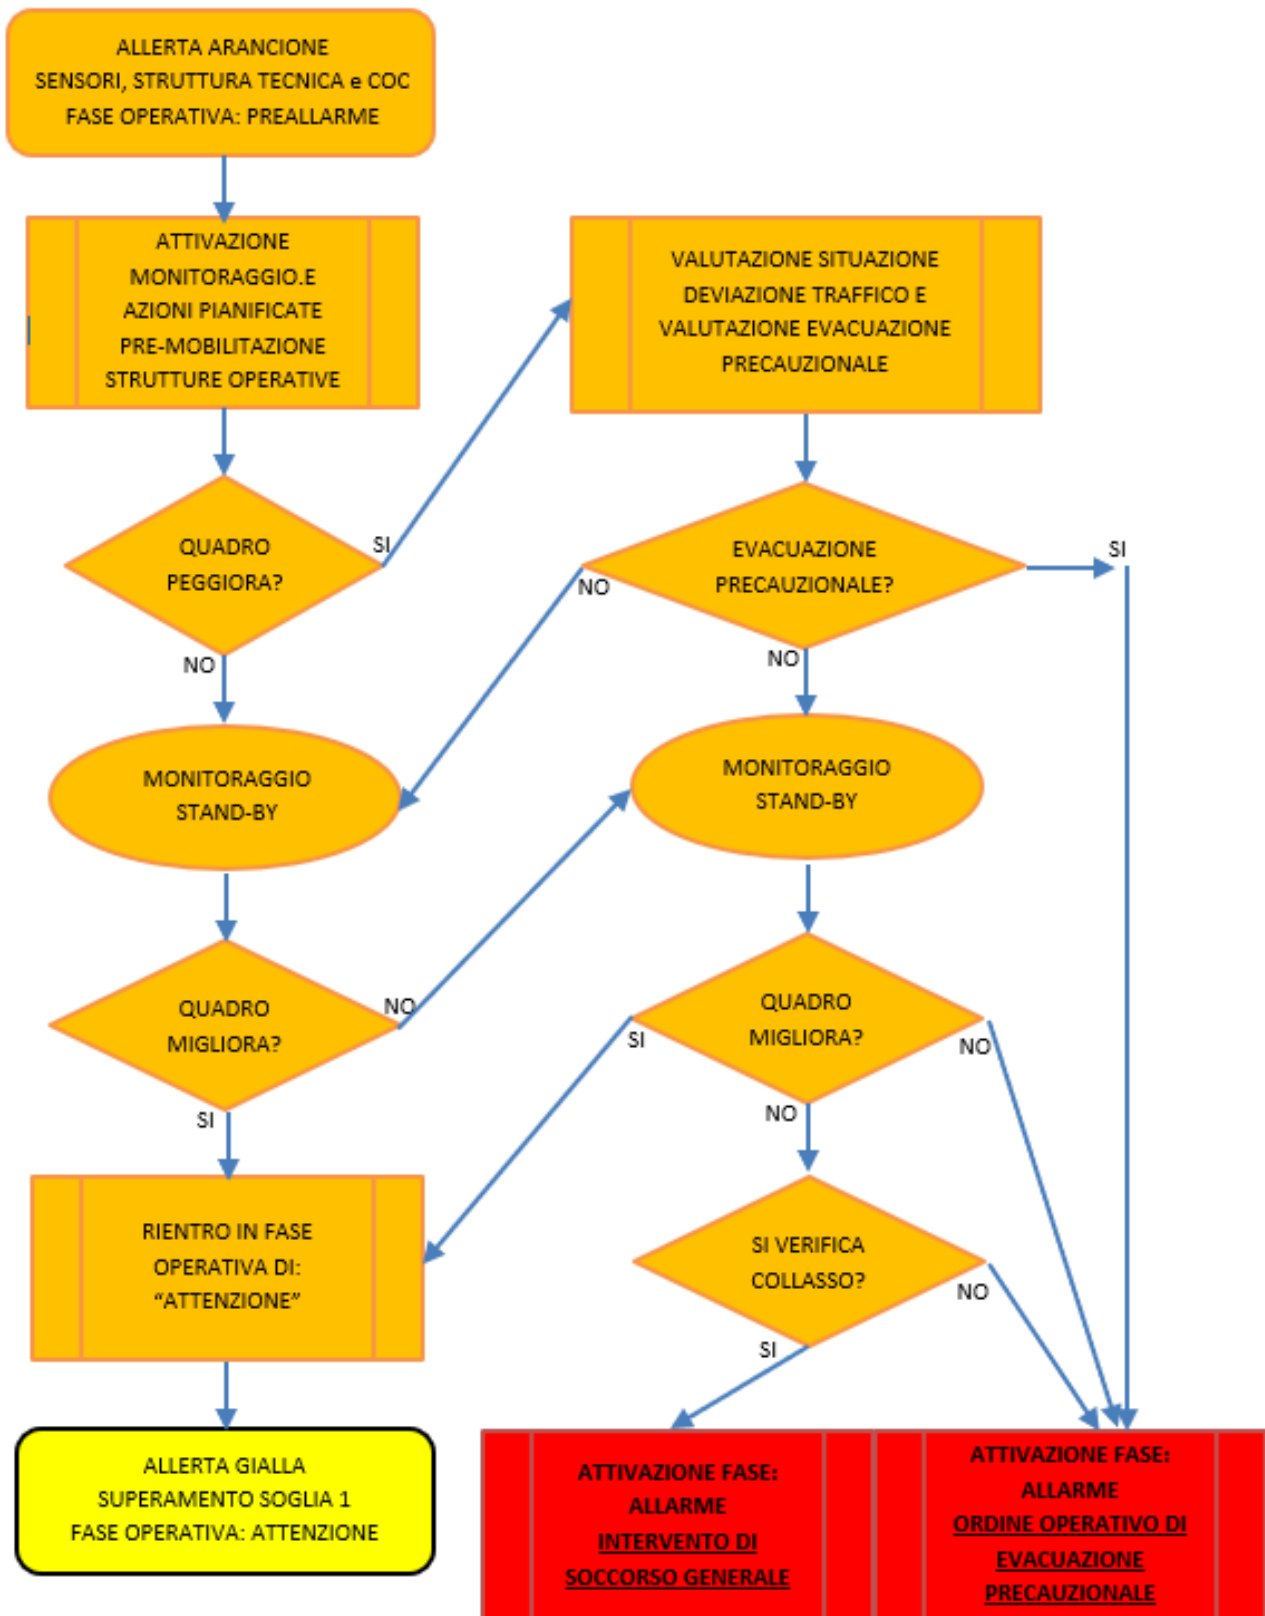 ALLERTA ARANCIONE
SENSORI, STRUTTURA TECNICA e COC
FASE OPERATIVA: PREALLARME
ATTIVAZIONE
MONITORAGGIO.E
AZIONI PIANIFICATE
PRE-MOBILITAZIONE
STRUTTURE OPERATIVE
VALUTAZIONE SITUAZIONE
DEVIAZIONE TRAFFICO E
VALUTAZIONE EVACUAZIONE
PRECAUZIONALE
QUADRO
PEGGIORA?
SI
NO
EVACUAZIONE
PRECAUZIONALE?
SI
NO
NO
MONITORAGGIO
STAND-BY
MONITORAGGIO
STAND-BY
QUADRO
MIGLIORA?
NO
SI
QUADRO
MIGLIORA?
SI
NO
NO
RIENTRO IN FASE
OPERATIVA DI:
“ATTENZIONE”
SI VERIFICA
COLLASSO?
NO
SI
ALLERTA GIALLA
SUPERAMENTO SOGLIA 1
FASE OPERATIVA: ATTENZIONE
ATTIVAZIONE FASE:
ALLARME
INTERVENTO DI
SOCCORSO GENERALE
ATTIVAZIONE FASE:
ALLARME
ORDINE OPERATIVO DI
EVACUAZIONE
PRECAUZIONALE